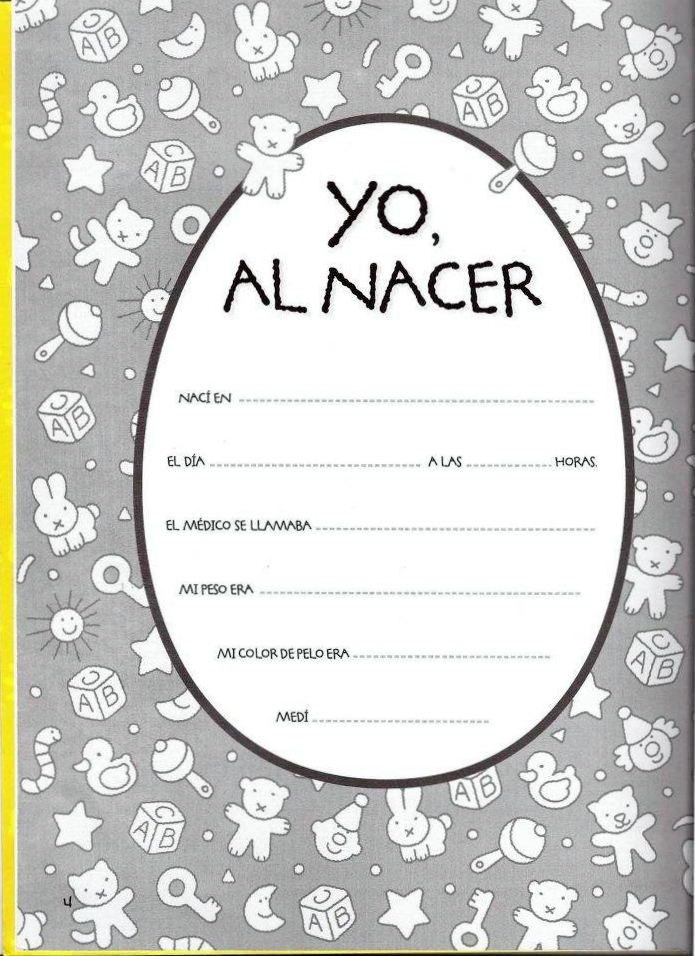 YO,
AL NACER
NACÍ EN
EL DÍA A LAS HORAS.
EL MÉDICO SE LLAMABA
MI PESO ERA
MI COLOR DE PELO ERA
MEDÍ
4